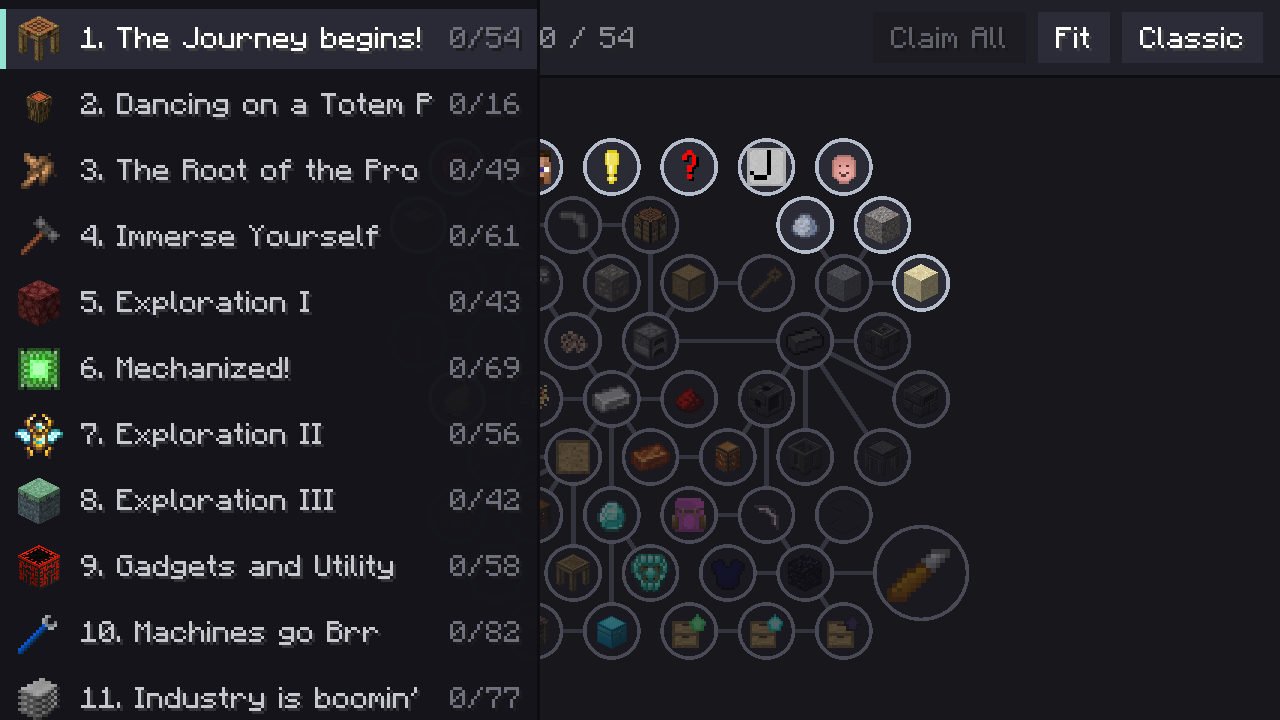 1. The Journey begins! 0/54
0 / 54
Claim All
Fit
Classic
2. Dancing on a Totem P 0/16
3. The Root of the Pro 0/49
4. Immerse Yourself 0/61
5. Exploration I 0/43
6. Mechanized! 0/69
7. Exploration II 0/56
8. Exploration III 0/42
9. Gadgets and Utility 0/58
10. Machines go Brr 0/82
11. Industry is boomin' 0/77
J